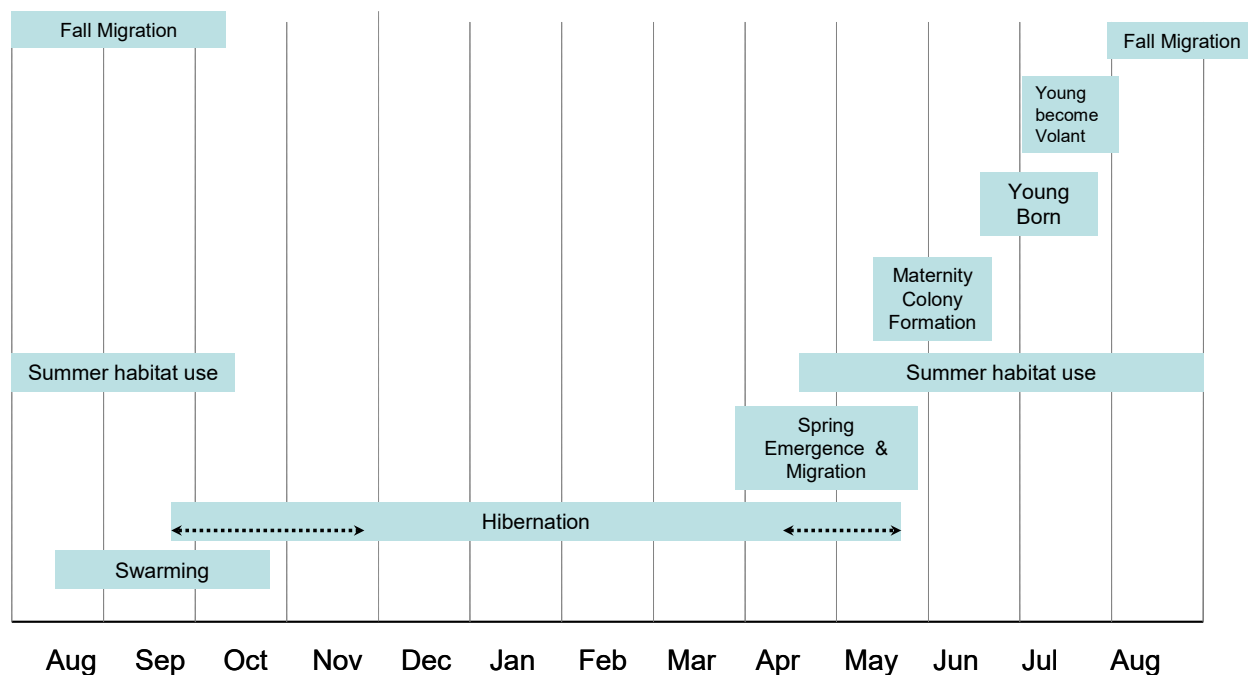 Fall Migration
Fall Migration
Young
become
Volant
Young
Born
Maternity
Colony
Formation
Summer habitat use
Summer habitat use
Spring
Emergence &
Migration
Hibernation
Swarming
Aug Sep Oct Nov Dec Jan Feb Mar Apr May Jun Jul Aug